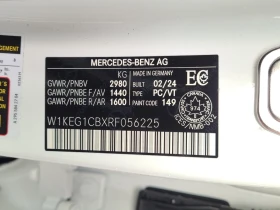 MERCEDES-BENZ AG
KG
MADE IN GERMANY
GVWR/PNBV 2980
BUILT 02/24
GAWR/PNBE F/AV 1440
TYPE PC/VT
GAWR/PNBE R/AR 1600
PAINT 149
EC
974
W1KEG1CBXRF056225